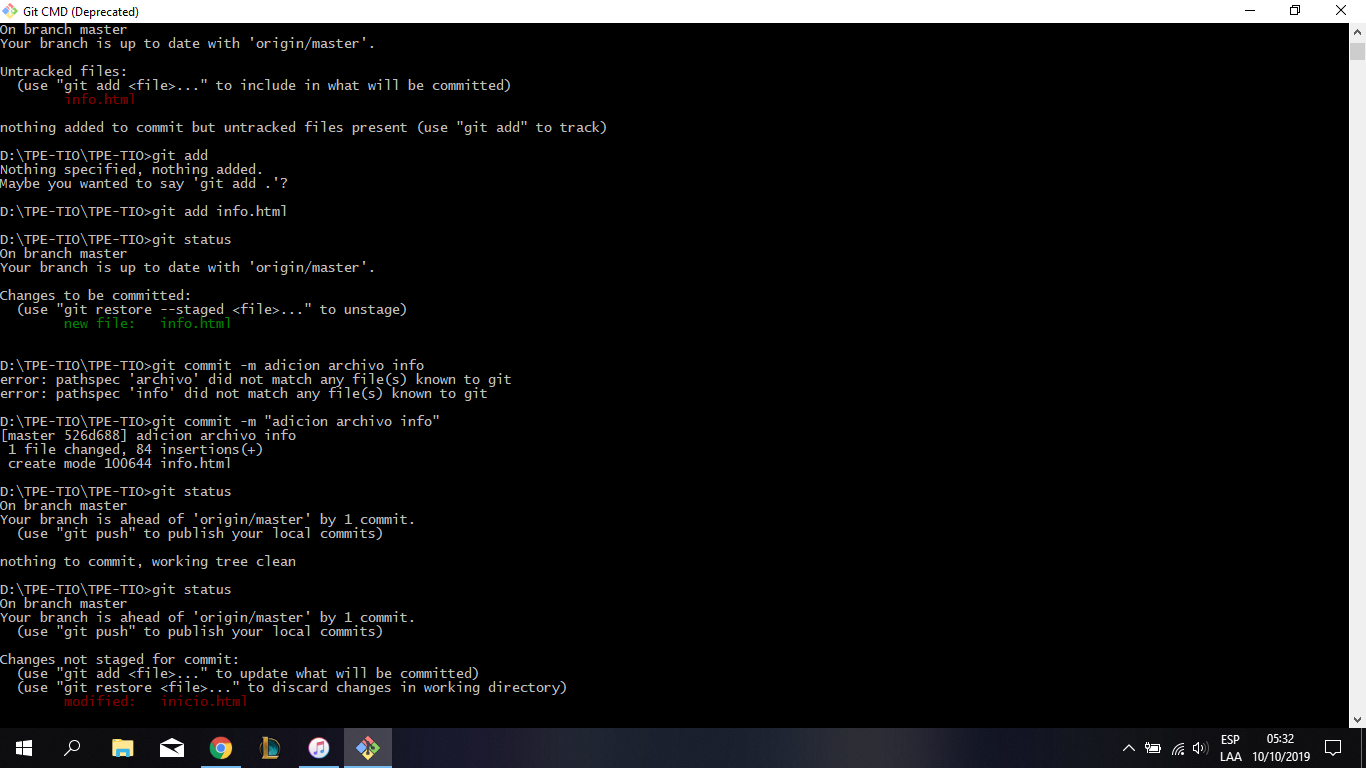 Git CMD (Deprecated)
On branch master
Your branch is up to date with 'origin/master'.
Untracked files:
  (use "git add <file>..." to include in what will be committed)
        info.html
nothing added to commit but untracked files present (use "git add" to track)
D:\TPE-TIO\TPE-TIO>git add
Nothing specified, nothing added.
Maybe you wanted to say 'git add .'?
D:\TPE-TIO\TPE-TIO>git add info.html
D:\TPE-TIO\TPE-TIO>git status
On branch master
Your branch is up to date with 'origin/master'.
Changes to be committed:
  (use "git restore --staged <file>..." to unstage)
        new file:   info.html
D:\TPE-TIO\TPE-TIO>git commit -m adicion archivo info
error: pathspec 'archivo' did not match any file(s) known to git
error: pathspec 'info' did not match any file(s) known to git
D:\TPE-TIO\TPE-TIO>git commit -m "adicion archivo info"
[master 526d688] adicion archivo info
 1 file changed, 84 insertions(+)
 create mode 100644 info.html
D:\TPE-TIO\TPE-TIO>git status
On branch master
Your branch is ahead of 'origin/master' by 1 commit.
  (use "git push" to publish your local commits)
nothing to commit, working tree clean
D:\TPE-TIO\TPE-TIO>git status
On branch master
Your branch is ahead of 'origin/master' by 1 commit.
  (use "git push" to publish your local commits)
Changes not staged for commit:
  (use "git add <file>..." to update what will be committed)
  (use "git restore <file>..." to discard changes in working directory)
        modified:   inicio.html
ESP
LAA
05:32
10/10/2019